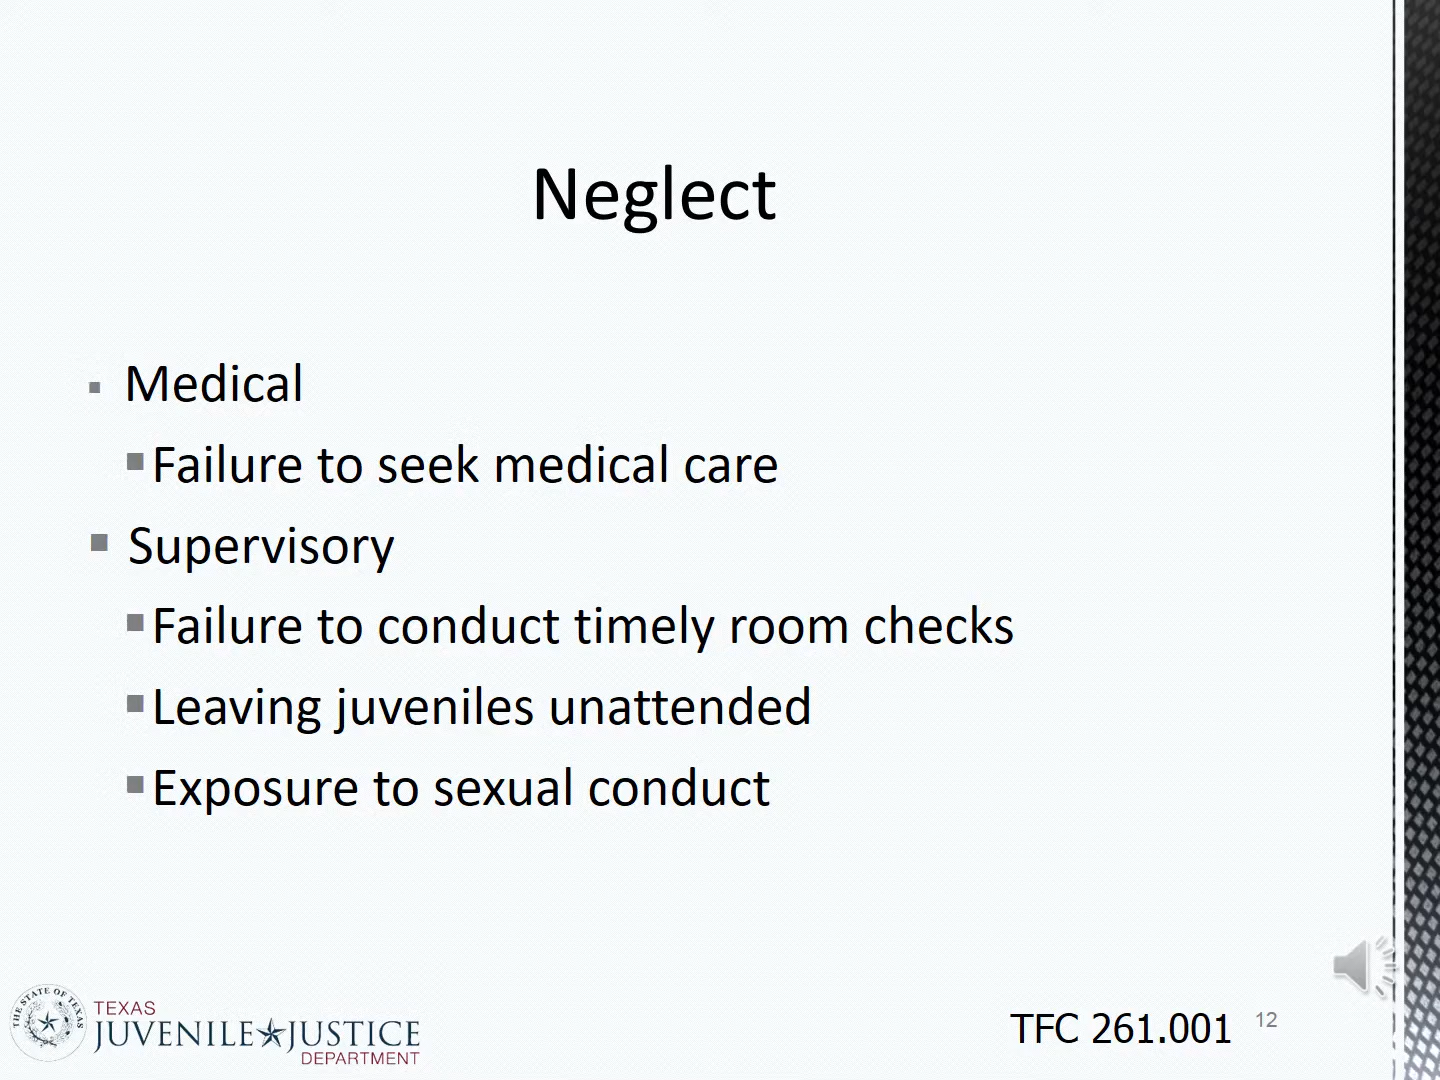 Neglect
▪ Medical
▪ Failure to seek medical care
▪ Supervisory
▪ Failure to conduct timely room checks
▪ Leaving juveniles unattended
▪ Exposure to sexual conduct
THE STATE OF TEXAS
TEXAS
JUVENILE★JUSTICE
DEPARTMENT
TFC 261.001
12